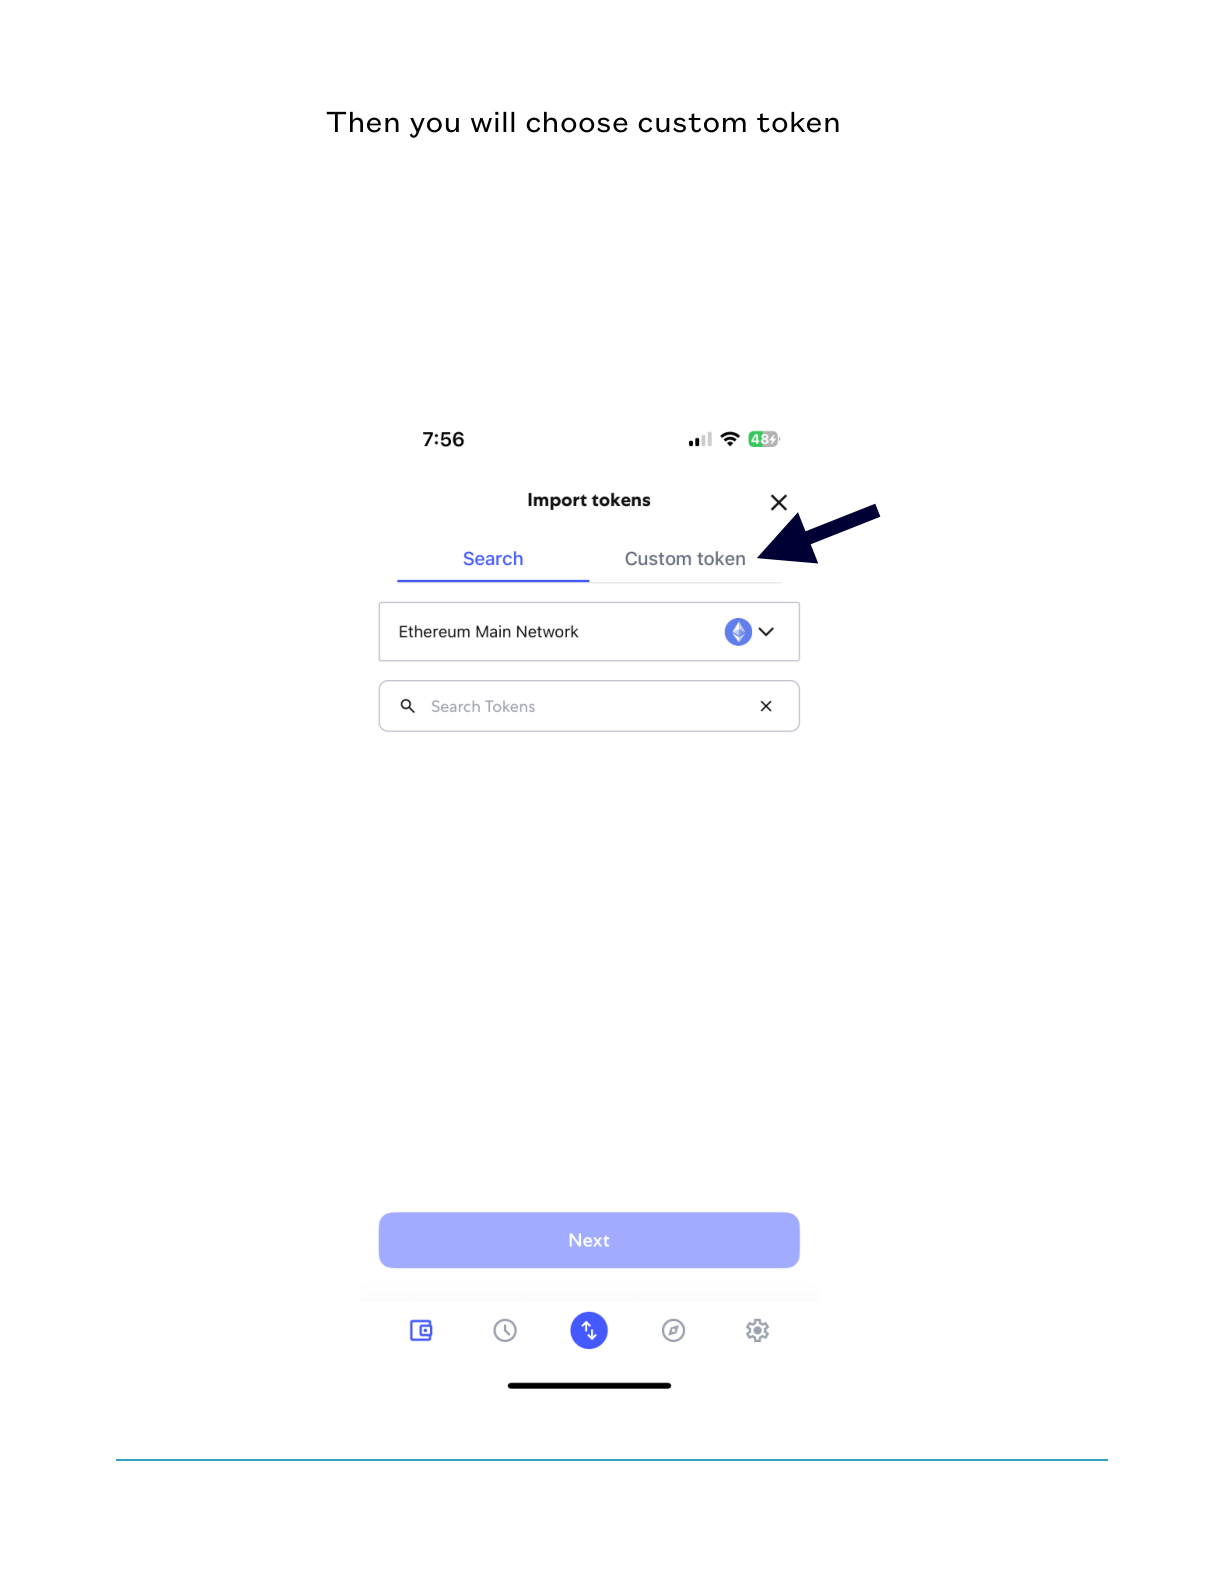 Then you will choose custom token
7:56
48
Import tokens
Search Custom token
Ethereum Main Network
Search Tokens
Next